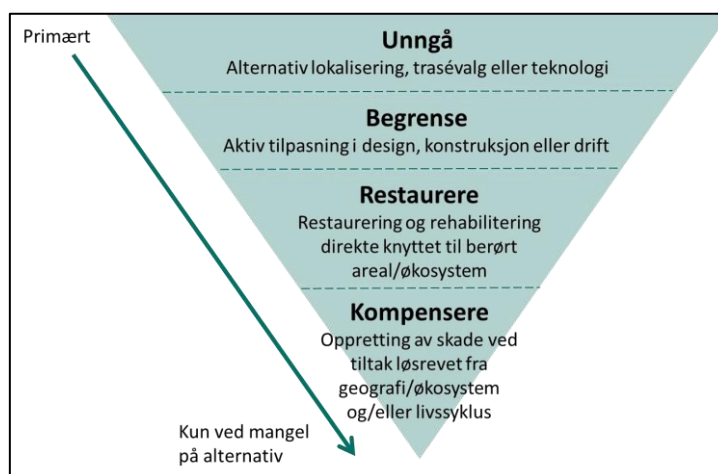 Primært
Unngå
Alternativ lokalisering, trasévalg eller teknologi
Begrense
Aktiv tilpasning i design, konstruksjon eller drift
Restaurere
Restaurering og rehabilitering
direkte knyttet til berørt
areal/økosystem
Kompensere
Oppretting av skade ved
tiltak løsrevet fra
geografi/økosystem
og/eller livssyklus
Kun ved mangel
på alternativ